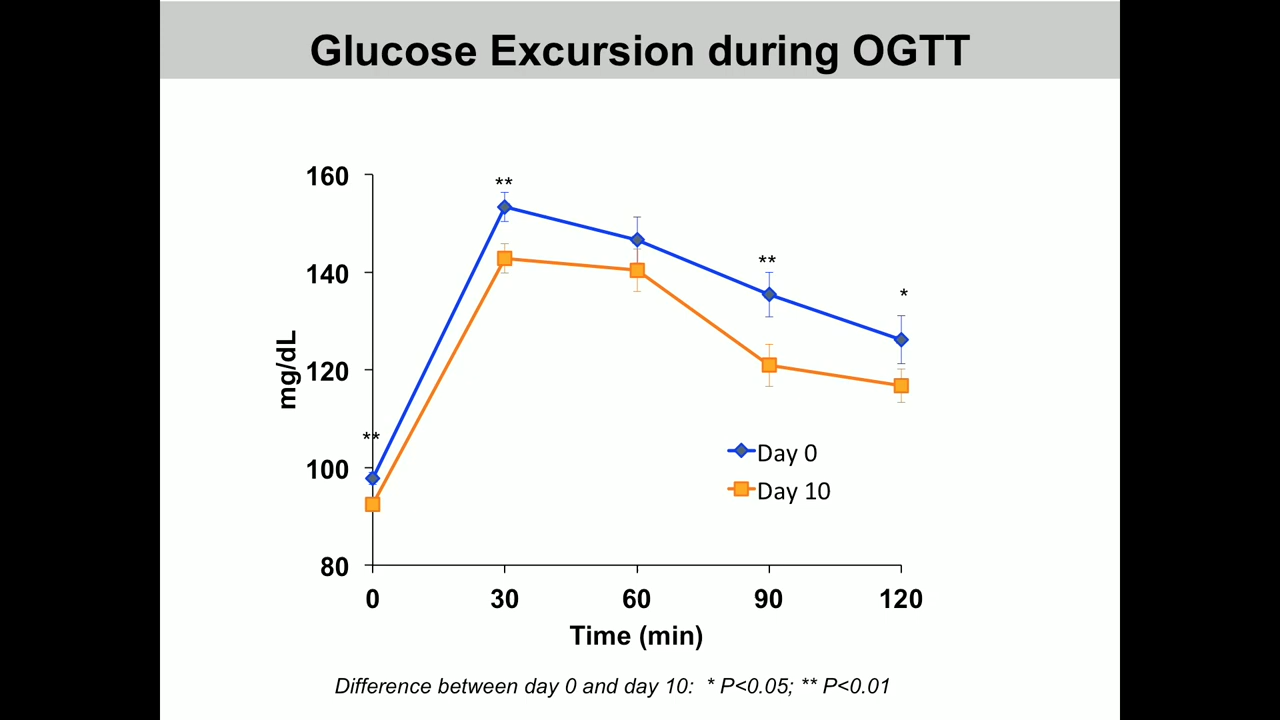 Glucose Excursion during OGTT
160
**
140
**
*
120
mg/dL
**
100
Day 0
Day 10
80
0 30 60 90 120
Time (min)
Difference between day 0 and day 10: * P<0.05; ** P<0.01